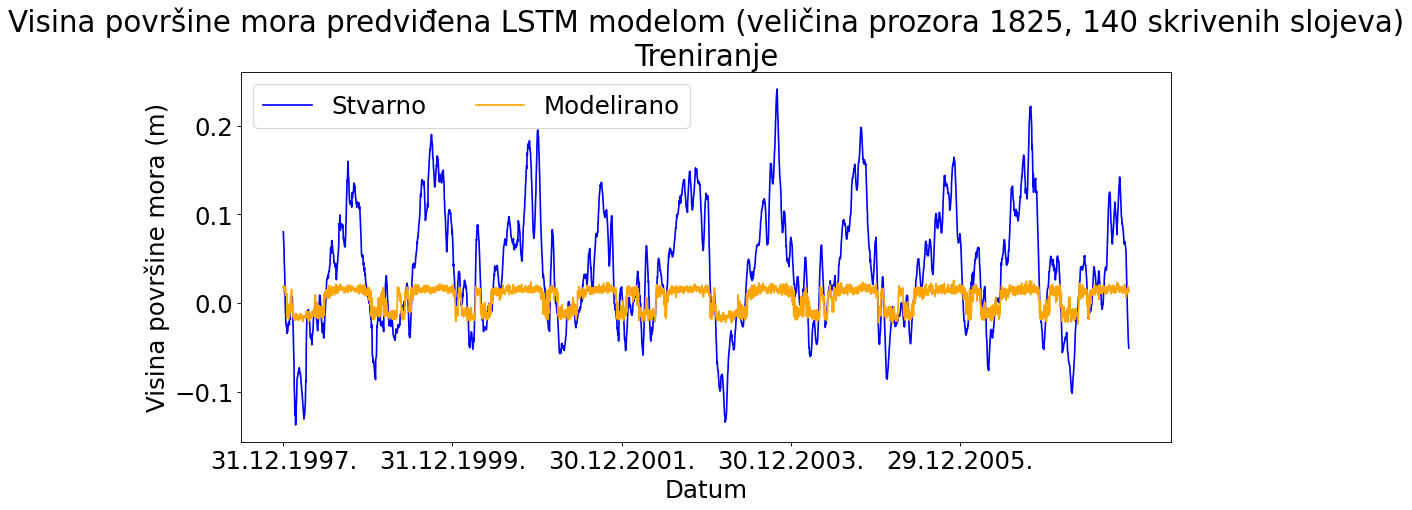 Visina površine mora predviđena LSTM modelom (veličina prozora 1825, 140 skrivenih slojeva)
Treniranje
Stvarno
Modelirano
Visina površine mora (m)
0.2
0.1
0.0
−0.1
31.12.1997.
31.12.1999.
30.12.2001.
30.12.2003.
29.12.2005.
Datum